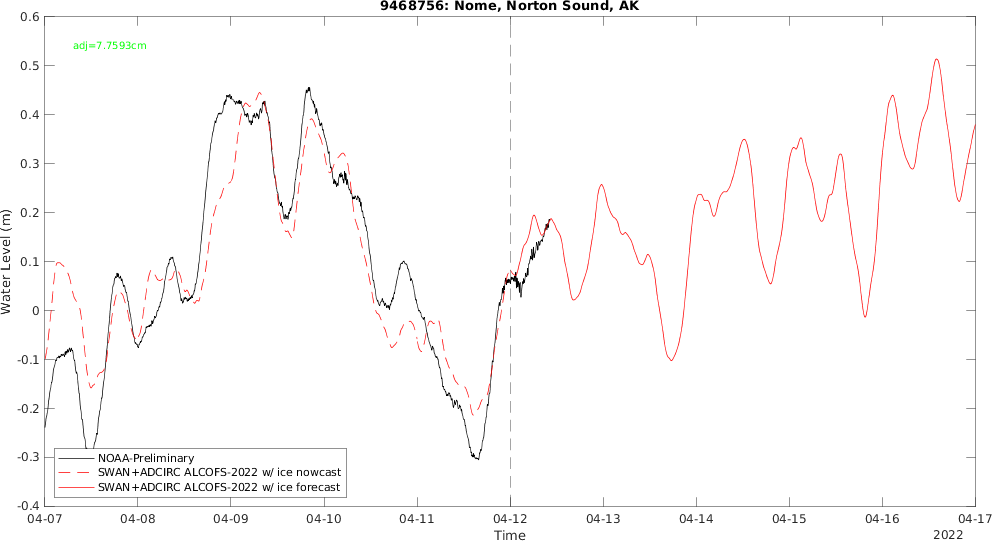 9468756: Nome, Norton Sound, AK
adj=7.7593cm
0.6
0.5
0.4
0.3
0.2
0.1
0
-0.1
-0.2
-0.3
-0.4
Water Level (m)
NOAA-Preliminary
SWAN+ADCIRC ALCOFS-2022 w/ ice nowcast
SWAN+ADCIRC ALCOFS-2022 w/ ice forecast
04-07 04-08 04-09 04-10 04-11 04-12 04-13 04-14 04-15 04-16 04-17
Time
2022